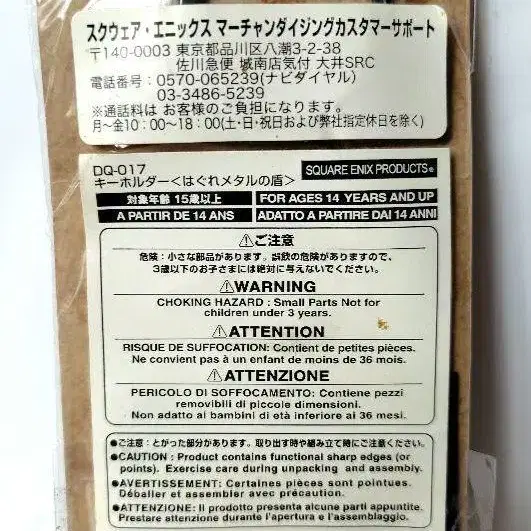 スクウェア・エニックス マーチャンダイジングカスタマーサポート
〒140-0003 東京都品川区八潮3-2-38
佐川急便 城南店気付 大井SRC
電話番号： 0570-065239(ナビダイヤル)
03-3486-5239
※通話料は お客様のご負担になります。
月～金10：00～18：00(土・日・祝日および弊社指定休日を除く)
DQ-017
SQUARE ENIX PRODUCTS®
キーホルダー＜はぐれメタルの盾＞
対象年齢 15歳以上
FOR AGES 14 YEARS AND UP
A PARTIR DE 14 ANS
ADATTO A PARTIRE DAI 14 ANNI
⚠ご注意
危険：小さな部品があります。誤飲の危険がありますので、
3歳以下のお子さまには絶対に与えないでください。
⚠WARNING
CHOKING HAZARD : Small Parts Not for
children under 3 years.
⚠ATTENTION
RISQUE DE SUFFOCATION: Contient de petites pièces.
Ne convient pas à un enfant de moins de 36 mois.
⚠ATTENZIONE
PERICOLO DI SOFFOCAMENTO: Contiene pezzi
removibili di piccole dimensioni.
Non adatto ai bambini di età inferiore ai 36 mesi.
●ご注意：とがった部分があります。取り出す時や組み立て時にご注意ください。
●CAUTION : Product contains functional sharp edges (or
points). Exercise care during unpacking and assembly.
●AVERTISSEMENT: Certaines pièces sont pointues.
Déballer et assembler avec précaution.
●ATTENZIONE: Il prodotto presenta alcune parti appuntite.
Prestare attenzione durante l'apertura e l'assemblaggio.